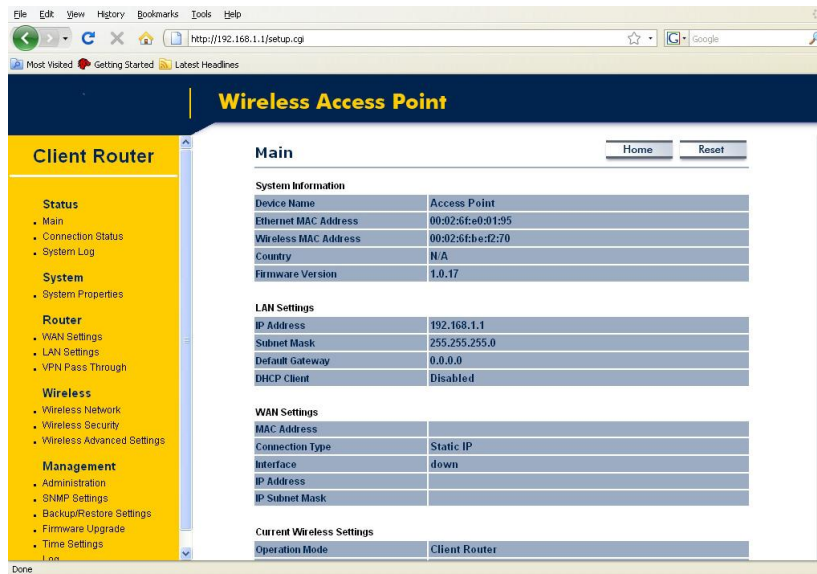 File Edit View History Bookmarks Tools Help
http://192.168.1.1/setup.cgi
G Google
Most Visited Getting Started Latest Headlines
Wireless Access Point
Client Router
Status
Main
Connection Status
System Log
System
System Properties
Router
WAN Settings
LAN Settings
VPN Pass Through
Wireless
Wireless Network
Wireless Security
Wireless Advanced Settings
Management
Administration
SNMP Settings
Backup/Restore Settings
Firmware Upgrade
Time Settings
Log
Main
Home Reset
System Information
Device Name Access Point
Ethernet MAC Address 00:02:6f:e0:01:95
Wireless MAC Address 00:02:6f:be:f2:70
Country N/A
Firmware Version 1.0.17
LAN Settings
IP Address 192.168.1.1
Subnet Mask 255.255.255.0
Default Gateway 0.0.0.0
DHCP Client Disabled
WAN Settings
MAC Address
Connection Type Static IP
Interface down
IP Address
IP Subnet Mask
Current Wireless Settings
Operation Mode Client Router
Done